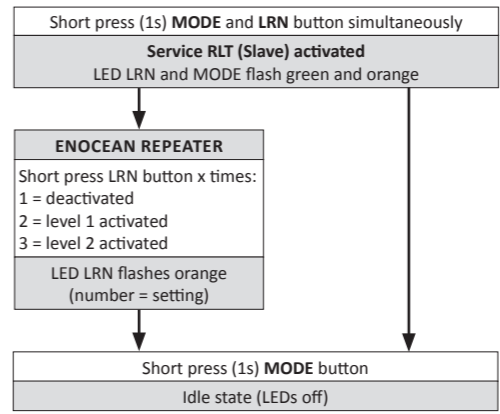 Short press (1s) MODE and LRN button simultaneously
Service RLT (Slave) activated
LED LRN and MODE flash green and orange
ENOCEAN REPEATER
Short press LRN button x times:
1 = deactivated
2 = level 1 activated
3 = level 2 activated
LED LRN flashes orange
(number = setting)
Short press (1s) MODE button
Idle state (LEDs off)